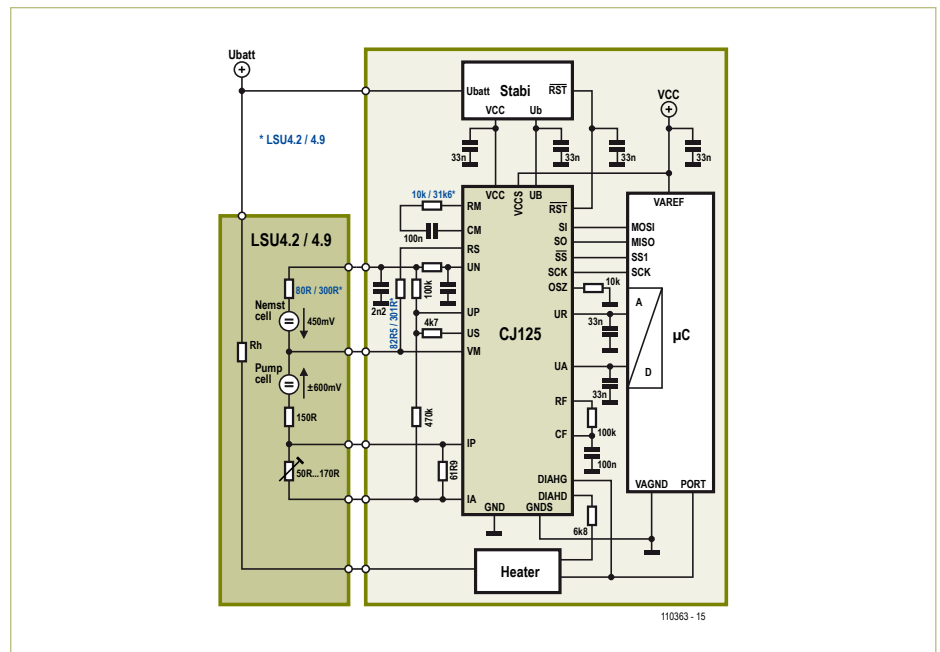 Ubatt
Ubatt
Stabi
RST
VCC
Ub
VCC
33n
33n
33n
33n
* LSU4.2 / 4.9
10k / 31k6*
100n
RM
CM
RS
UN
UP
US
VM
IP
IA
VCC
VCCS
UB
RST
SI
SO
SS
SCK
OSZ
UR
UA
RF
CF
DIAHG
DIAHD
GND
GNDS
CJ125
VAREF
MOSI
MISO
SS1
SCK
A
D
µC
VAGND
PORT
10k
33n
33n
100k
100n
6k8
LSU4.2 / 4.9
80R / 300R*
Nemst
cell
450mV
Rh
Pump
cell
±600mV
150R
50R...170R
2n2
82R5 / 301R*
100k
4k7
470k
61R9
Heater
110363 - 15